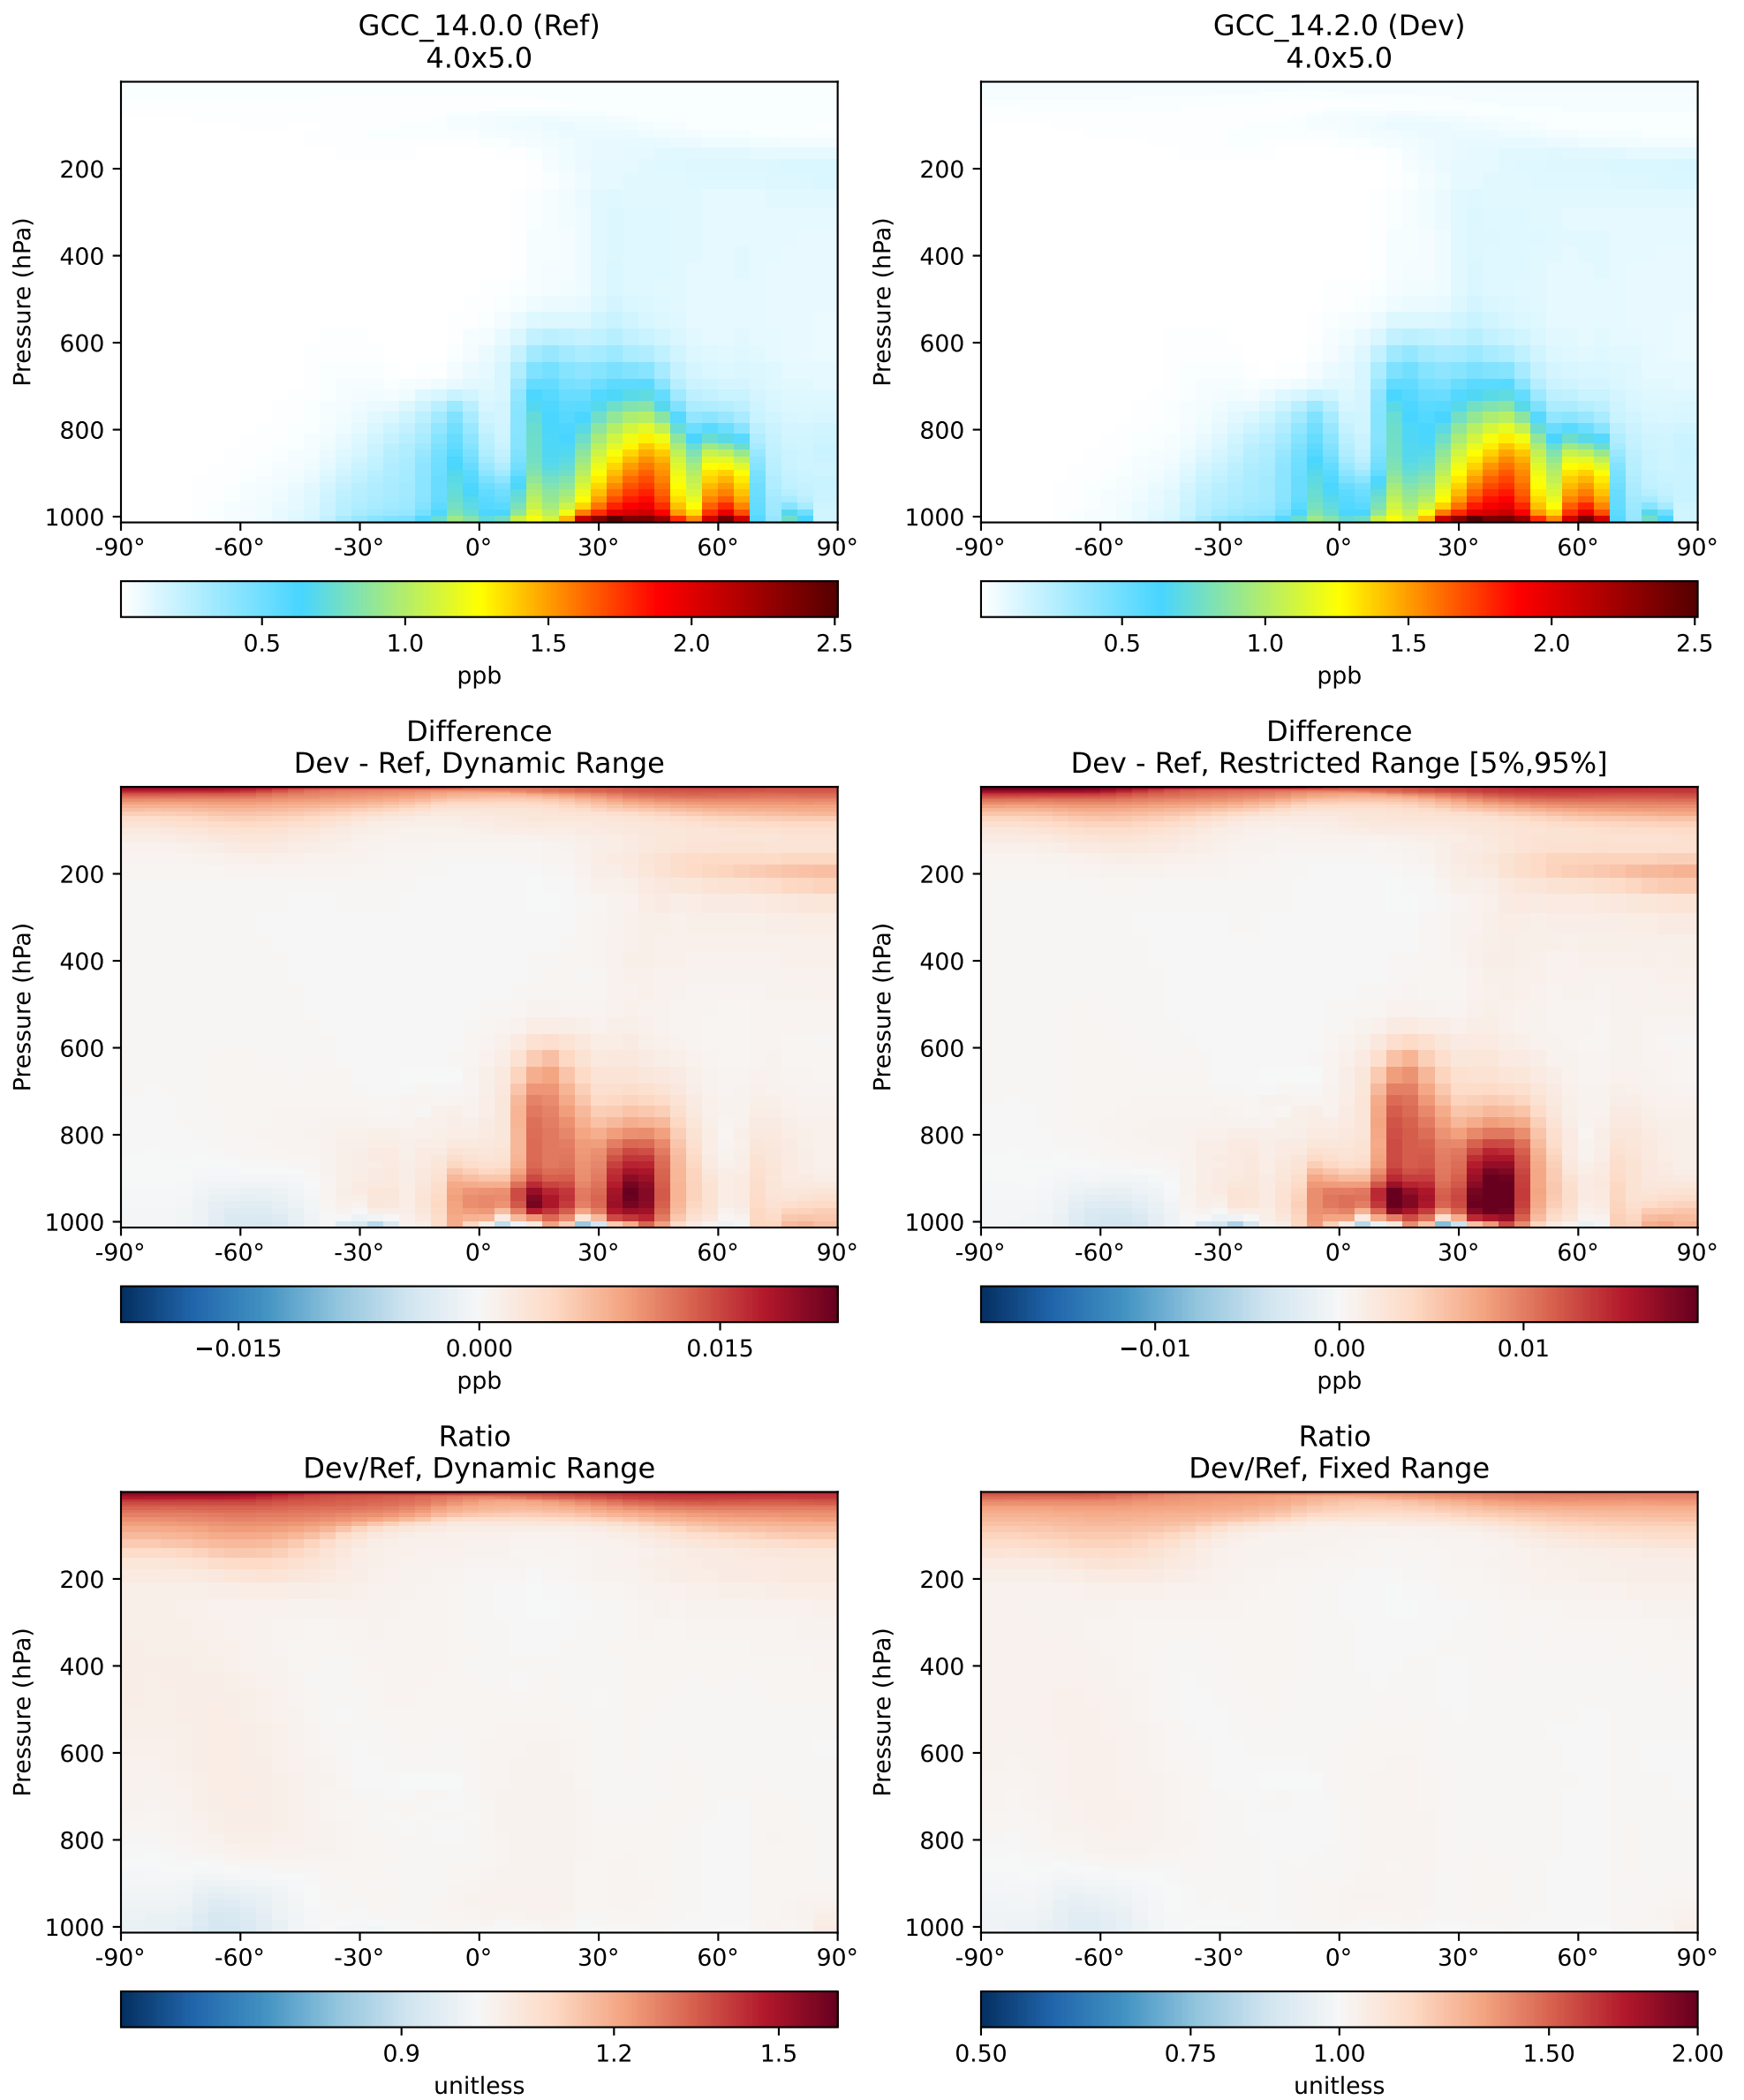 GCC_14.0.0 (Ref)
4.0x5.0
Pressure (hPa)
200
400
600
800
1000
-90° -60° -30° 0° 30° 60° 90°
0.5 1.0 1.5 2.0 2.5
ppb
GCC_14.2.0 (Dev)
4.0x5.0
Pressure (hPa)
200
400
600
800
1000
-90° -60° -30° 0° 30° 60° 90°
0.5 1.0 1.5 2.0 2.5
ppb
Difference
Dev - Ref, Dynamic Range
Pressure (hPa)
200
400
600
800
1000
-90° -60° -30° 0° 30° 60° 90°
−0.015 0.000 0.015
ppb
Difference
Dev - Ref, Restricted Range [5%,95%]
Pressure (hPa)
200
400
600
800
1000
-90° -60° -30° 0° 30° 60° 90°
−0.01 0.00 0.01
ppb
Ratio
Dev/Ref, Dynamic Range
Pressure (hPa)
200
400
600
800
1000
-90° -60° -30° 0° 30° 60° 90°
0.9 1.2 1.5
unitless
Ratio
Dev/Ref, Fixed Range
Pressure (hPa)
200
400
600
800
1000
-90° -60° -30° 0° 30° 60° 90°
0.50 0.75 1.00 1.50 2.00
unitless